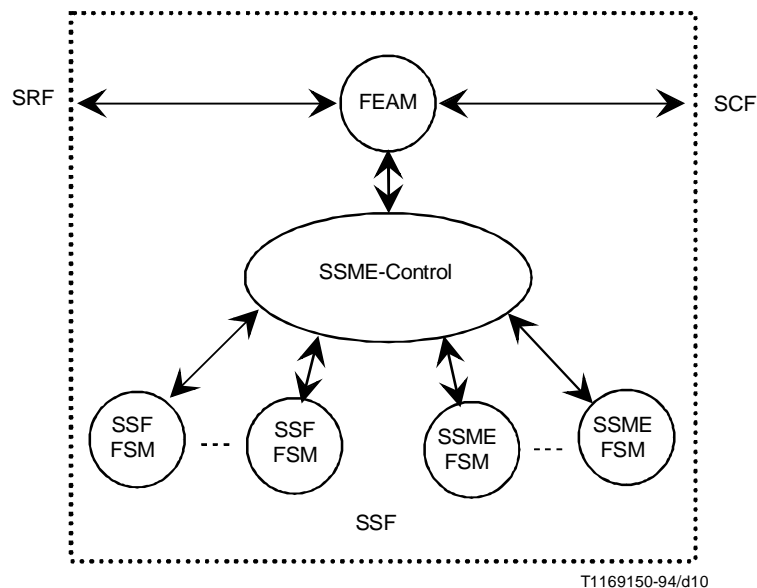 SRF
FEAM
SCF
SSME-Control
SSF
FSM
SSF
FSM
SSME
FSM
SSME
FSM
SSF
T1169150-94/d10